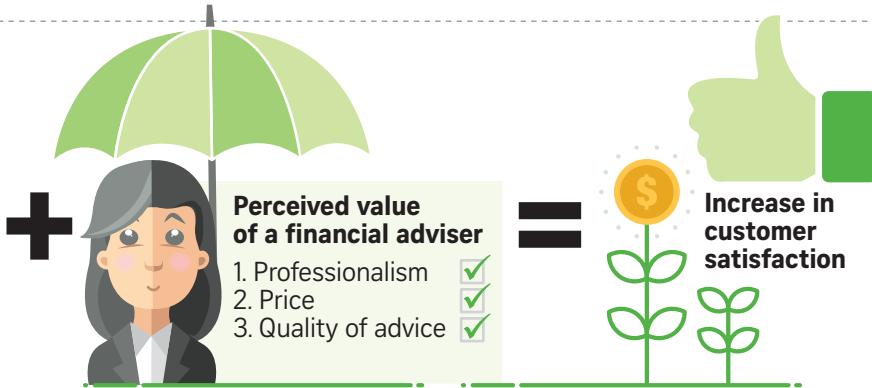 +
Perceived value
of a financial adviser
1. Professionalism
2. Price
3. Quality of advice
=
$
Increase in
customer
satisfaction